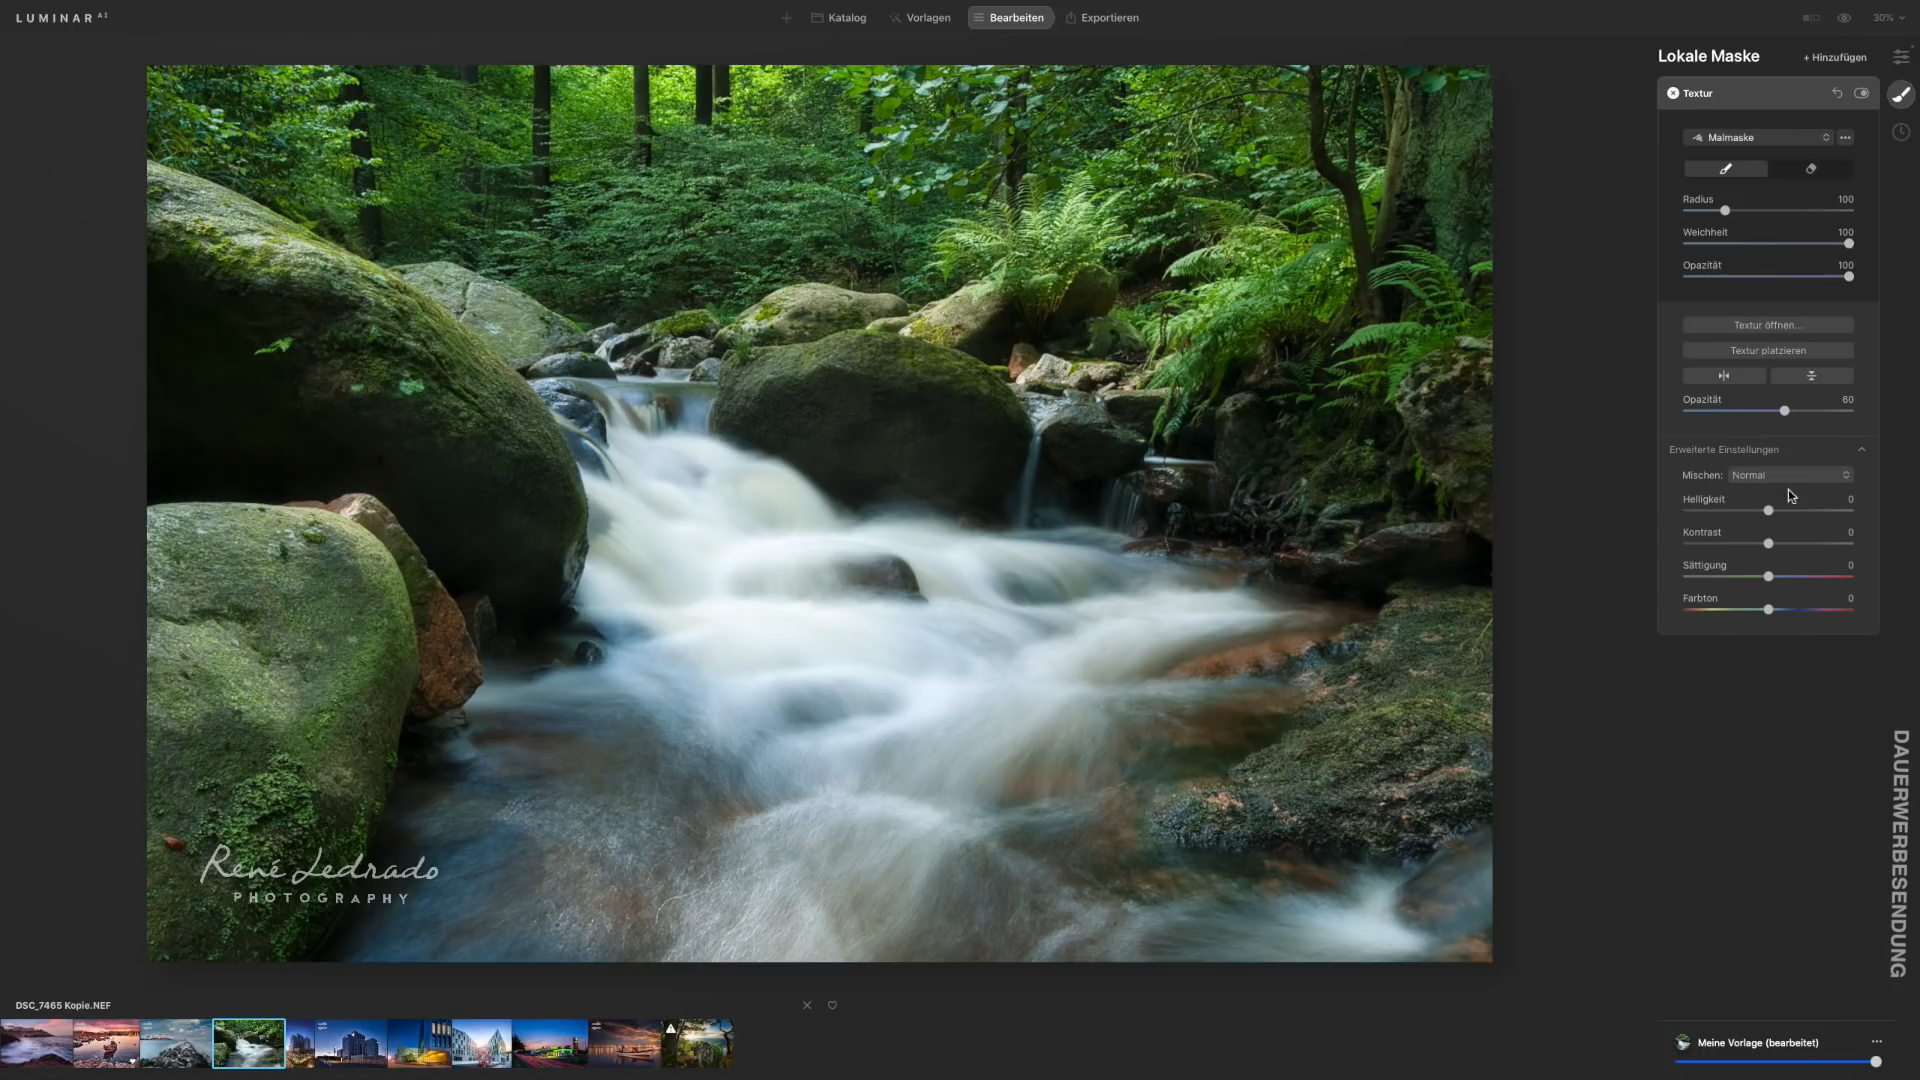 LUMINAR AI
Katalog
Vorlagen
Bearbeiten
Exportieren
30%
Lokale Maske
+ Hinzufügen
Textur
Malmaske
Radius 100
Weichheit 100
Opazität 100
Textur öffnen...
Textur platzieren
Opazität 60
Erweiterte Einstellungen
Mischen: Normal
Helligkeit 0
Kontrast 0
Sättigung 0
Farbton 0
DAUERWERBESENDUNG
René Ledrado
PHOTOGRAPHY
DSC_7465 Kopie.NEF
Meine Vorlage (bearbeitet)